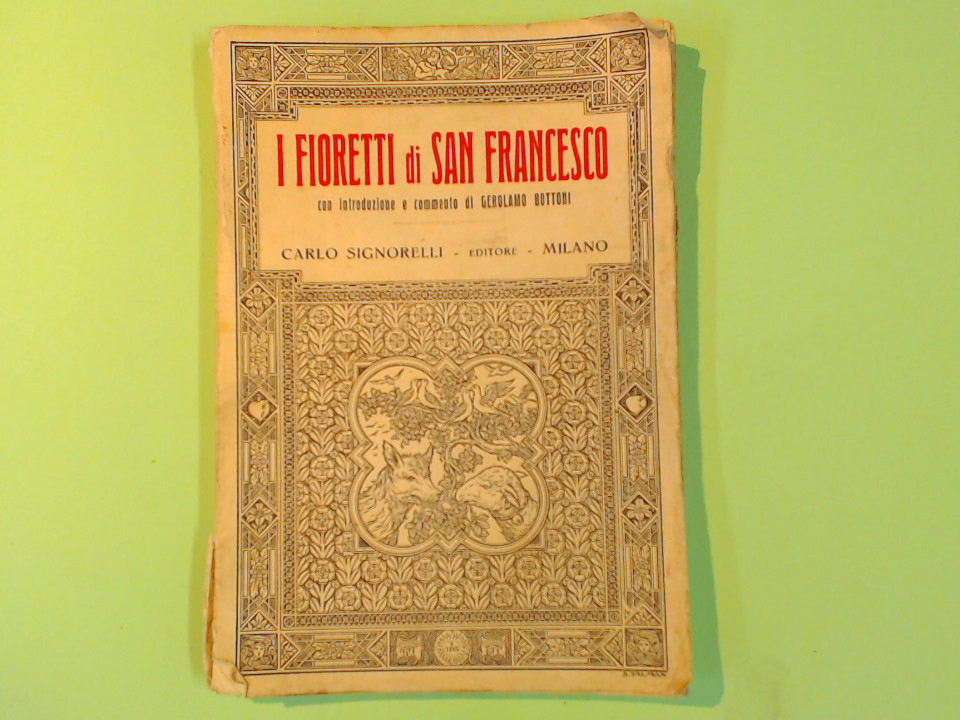 I FIORETTI di SAN FRANCESCO
con introduzione e commento di GEROLAMO BOTTONI
CARLO SIGNORELLI - EDITORE - MILANO